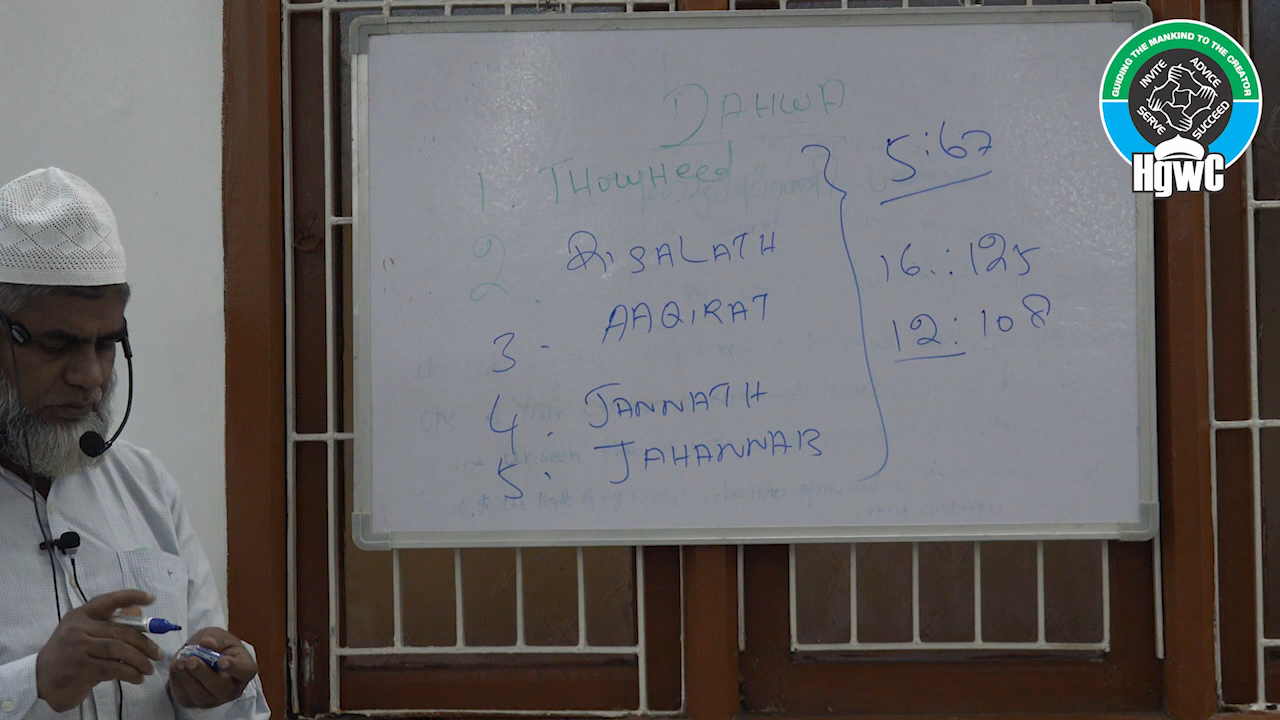 DAHWA
1. THOWHEED
2. RISALATH
3 - AAQIRAT
4. JANNATH
5. JAHANNAB
5:67
16.:125
12:108
GUIDING THE MANKIND TO THE CREATOR
INVITE
ADVICE
SERVE
SUCCEED
HgWC